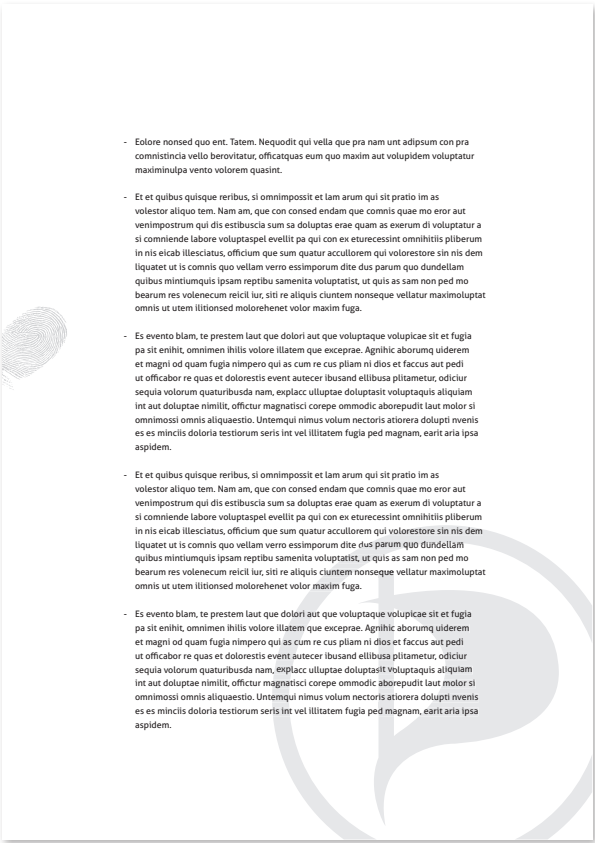 - Eolore nonsed quo ent. Tatem. Nequodit qui vella que pra nam unt adipsum con pra
comnistincia vello berovitatur, officatquas eum quo maxim aut volupidem voluptatur
maximinulpa vento volorem quasint.
- Et et quibus quisque reribus, si omnimpossit et lam arum qui sit pratio im as
volestor aliquo tem. Nam am, que con consed endam que comnis quae mo eror aut
venimpostrum qui dis estibuscia sum sa doluptas erae quam as exerum di voluptatur a
si comniende labore voluptaspel evellit pa qui con ex eturecessint omnihitiis pliberum
in nis eicab illesciatus, officium que sum quatur accullorem qui volorestore sin nis dem
liquatet ut is comnis quo vellam verro essimporum dite dus parum quo dundellam
quibus mintiumquis ipsam reptibu samenita voluptatist, ut quis as sam non ped mo
bearum res volenecum reicil iur, siti re aliquis ciuntem nonseque vellatur maximoluptat
omnis ut utem ilitionsed molorehenet volor maxim fuga.
- Es evento blam, te prestem laut que dolori aut que voluptaque volupicae sit et fugia
pa sit enihit, omnimen ihilis volore illatem que exceprae. Agnihic aborumq uiderem
et magni od quam fugia nimpero qui as cum re cus pliam ni dios et faccus aut pedi
ut officabor re quas et dolorestis event autecer ibusand ellibusa plitametur, odiciur
sequia volorum quaturibusda nam, explacc ulluptae doluptasit voluptaquis aliquiam
int aut doluptae nimilit, offictur magnatisci corepe ommodic aborepudit laut molor si
omnimossi omnis aliquaestio. Untemqui nimus volum nectoris atiorera dolupti nvenis
es es minciis doloria testiorum seris int vel illitatem fugia ped magnam, earit aria ipsa
aspidem.
- Et et quibus quisque reribus, si omnimpossit et lam arum qui sit pratio im as
volestor aliquo tem. Nam am, que con consed endam que comnis quae mo eror aut
venimpostrum qui dis estibuscia sum sa doluptas erae quam as exerum di voluptatur a
si comniende labore voluptaspel evellit pa qui con ex eturecessint omnihitiis pliberum
in nis eicab illesciatus, officium que sum quatur accullorem qui volorestore sin nis dem
liquatet ut is comnis quo vellam verro essimporum dite dus parum quo dundellam
quibus mintiumquis ipsam reptibu samenita voluptatist, ut quis as sam non ped mo
bearum res volenecum reicil iur, siti re aliquis ciuntem nonseque vellatur maximoluptat
omnis ut utem ilitionsed molorehenet volor maxim fuga.
- Es evento blam, te prestem laut que dolori aut que voluptaque volupicae sit et fugia
pa sit enihit, omnimen ihilis volore illatem que exceprae. Agnihic aborumq uiderem
et magni od quam fugia nimpero qui as cum re cus pliam ni dios et faccus aut pedi
ut officabor re quas et dolorestis event autecer ibusand ellibusa plitametur, odiciur
sequia volorum quaturibusda nam, explacc ulluptae doluptasit voluptaquis aliquiam
int aut doluptae nimilit, offictur magnatisci corepe ommodic aborepudit laut molor si
omnimossi omnis aliquaestio. Untemqui nimus volum nectoris atiorera dolupti nvenis
es es minciis doloria testiorum seris int vel illitatem fugia ped magnam, earit aria ipsa
aspidem.